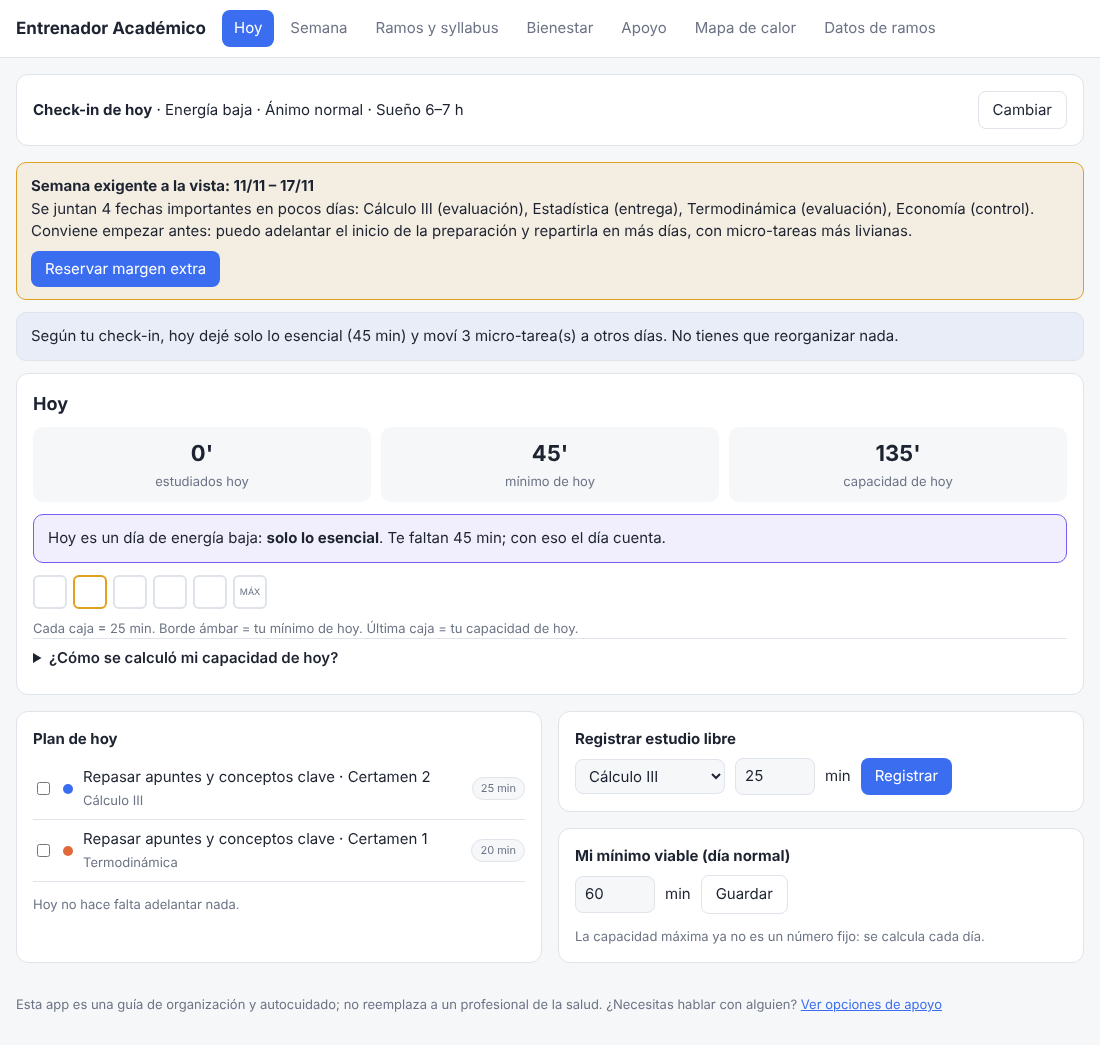 Entrenador Académico
Hoy
Semana
Ramos y syllabus
Bienestar
Apoyo
Mapa de calor
Datos de ramos
Check-in de hoy · Energía baja · Ánimo normal · Sueño 6–7 h
Cambiar
Semana exigente a la vista: 11/11 – 17/11
Se juntan 4 fechas importantes en pocos días: Cálculo III (evaluación), Estadística (entrega), Termodinámica (evaluación), Economía (control).
Conviene empezar antes: puedo adelantar el inicio de la preparación y repartirla en más días, con micro-tareas más livianas.
Reservar margen extra
Según tu check-in, hoy dejé solo lo esencial (45 min) y moví 3 micro-tarea(s) a otros días. No tienes que reorganizar nada.
Hoy
0'
estudiados hoy
45'
mínimo de hoy
135'
capacidad de hoy
Hoy es un día de energía baja: solo lo esencial. Te faltan 45 min; con eso el día cuenta.
MÁX
Cada caja = 25 min. Borde ámbar = tu mínimo de hoy. Última caja = tu capacidad de hoy.
¿Cómo se calculó mi capacidad de hoy?
Plan de hoy
Repasar apuntes y conceptos clave · Certamen 2
Cálculo III
25 min
Repasar apuntes y conceptos clave · Certamen 1
Termodinámica
20 min
Hoy no hace falta adelantar nada.
Registrar estudio libre
Cálculo III
25
min
Registrar
Mi mínimo viable (día normal)
60
min
Guardar
La capacidad máxima ya no es un número fijo: se calcula cada día.
Esta app es una guía de organización y autocuidado; no reemplaza a un profesional de la salud. ¿Necesitas hablar con alguien? Ver opciones de apoyo